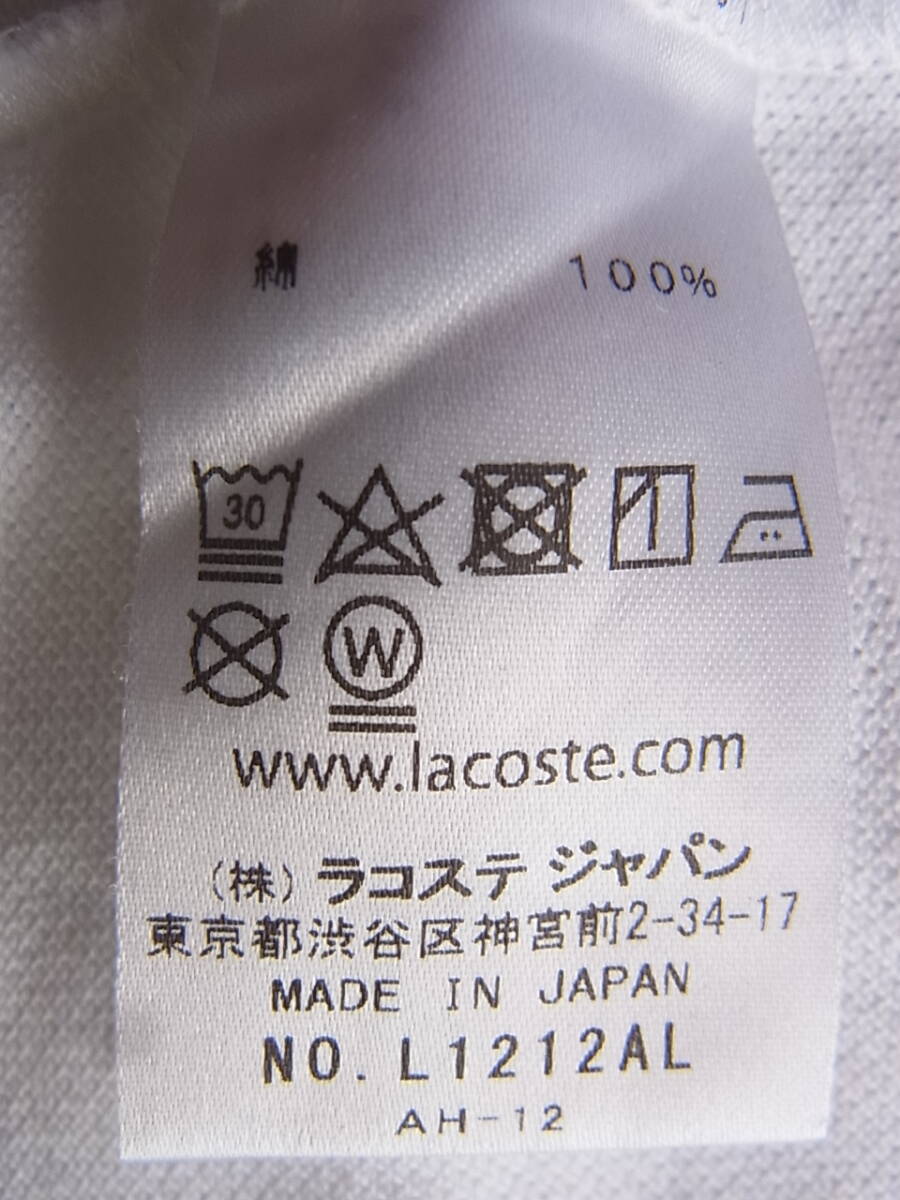 綿 100%
30
W
www.lacoste.com
(株) ラコステ ジャパン
東京都渋谷区神宮前2-34-17
MADE IN JAPAN
NO. L1212AL
AH-12